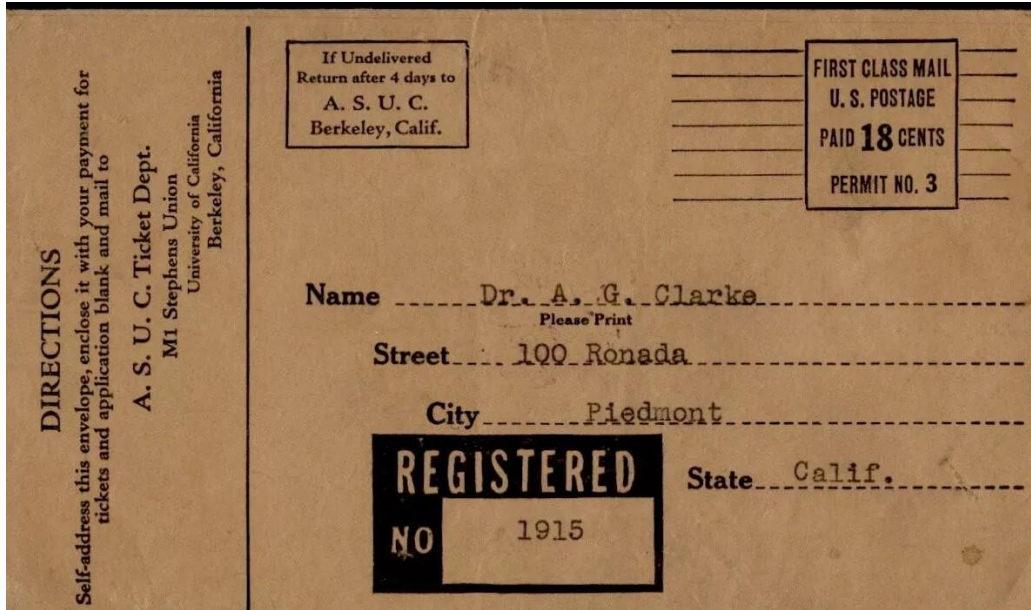 DIRECTIONS
Self-address this envelope, enclose it with your payment for
tickets and application blank and mail to
A. S. U. C. Ticket Dept.
M1 Stephens Union
University of California
Berkeley, California
If Undelivered
Return after 4 days to
A. S. U. C.
Berkeley, Calif.
FIRST CLASS MAIL
U. S. POSTAGE
PAID 18 CENTS
PERMIT NO. 3
Name Dr. A. G. Clarke
Please Print
Street 100 Ronada
City Piedmont
State Calif.
REGISTERED
NO 1915